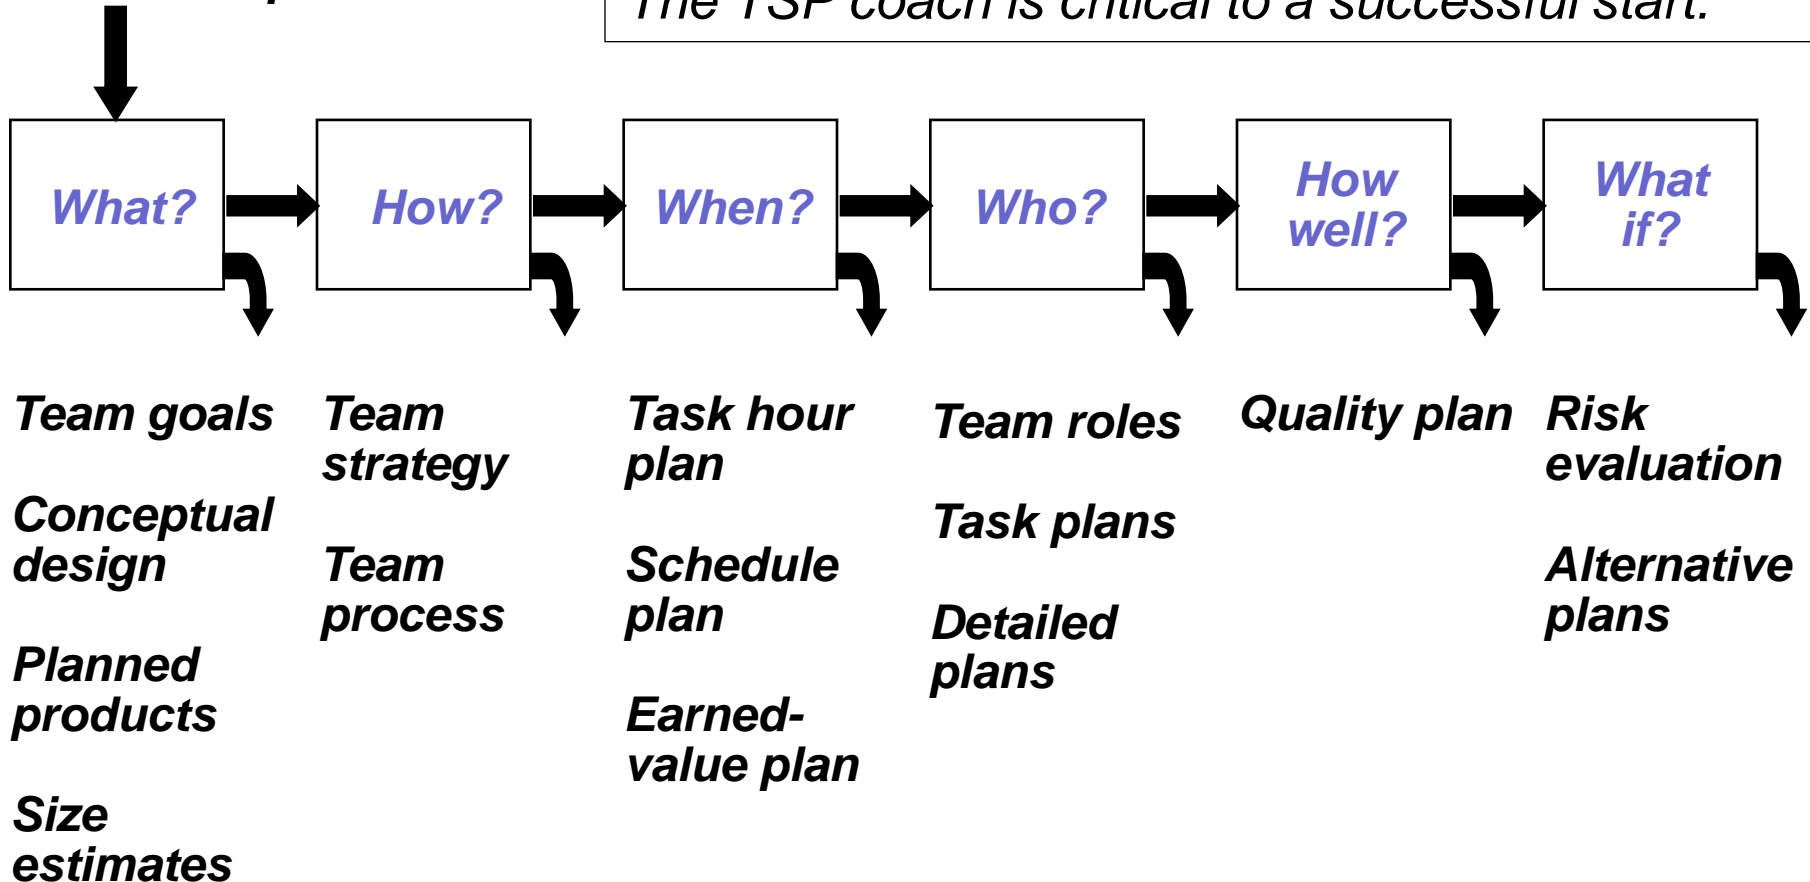 The TSP coach is critical to a successful start.
What?
How?
When?
Who?
How
well?
What
if?
Team goals
Conceptual
design
Planned
products
Size
estimates
Team
strategy
Team
process
Task hour
plan
Schedule
plan
Earned-
value plan
Team roles
Task plans
Detailed
plans
Quality plan
Risk
evaluation
Alternative
plans